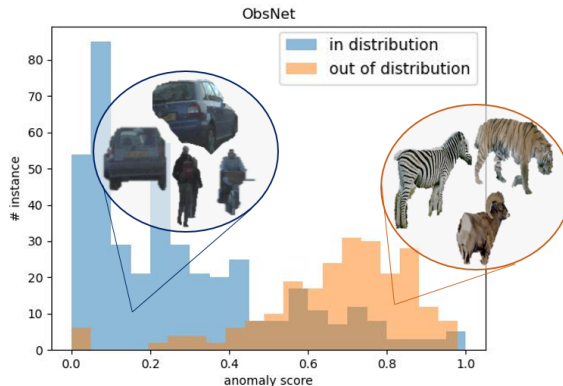 ObsNet
in distribution
out of distribution
# instance
80
70
60
50
40
30
20
10
0
0.0 0.2 0.4 0.6 0.8 1.0
anomaly score